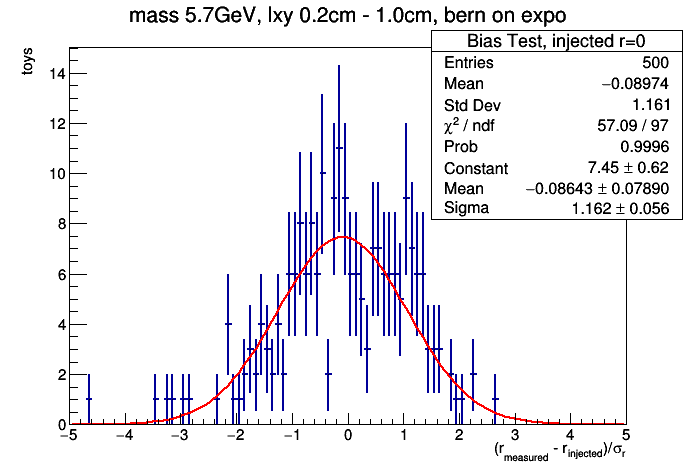 mass 5.7GeV, lxy 0.2cm - 1.0cm, bern on expo
Bias Test, injected r=0
Entries 500
Mean −0.08974
Std Dev 1.161
χ² / ndf 57.09 / 97
Prob 0.9996
Constant 7.45 ± 0.62
Mean −0.08643 ± 0.07890
Sigma 1.162 ± 0.056
toys
14
12
10
8
6
4
2
0
−5 −4 −3 −2 −1 0 1 2 3 4 5
(r_measured - r_injected)/σ_r